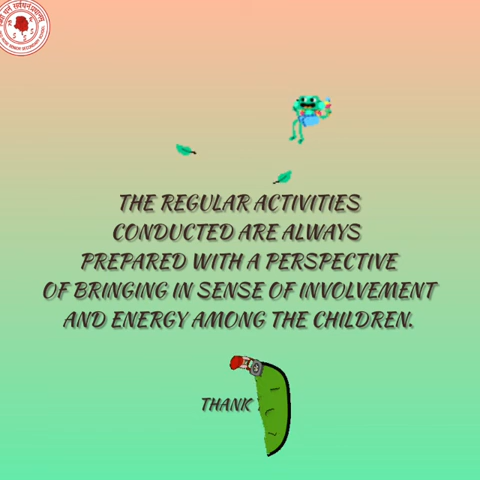 THE REGULAR ACTIVITIES
CONDUCTED ARE ALWAYS
PREPARED WITH A PERSPECTIVE
OF BRINGING IN SENSE OF INVOLVEMENT
AND ENERGY AMONG THE CHILDREN.
THANK